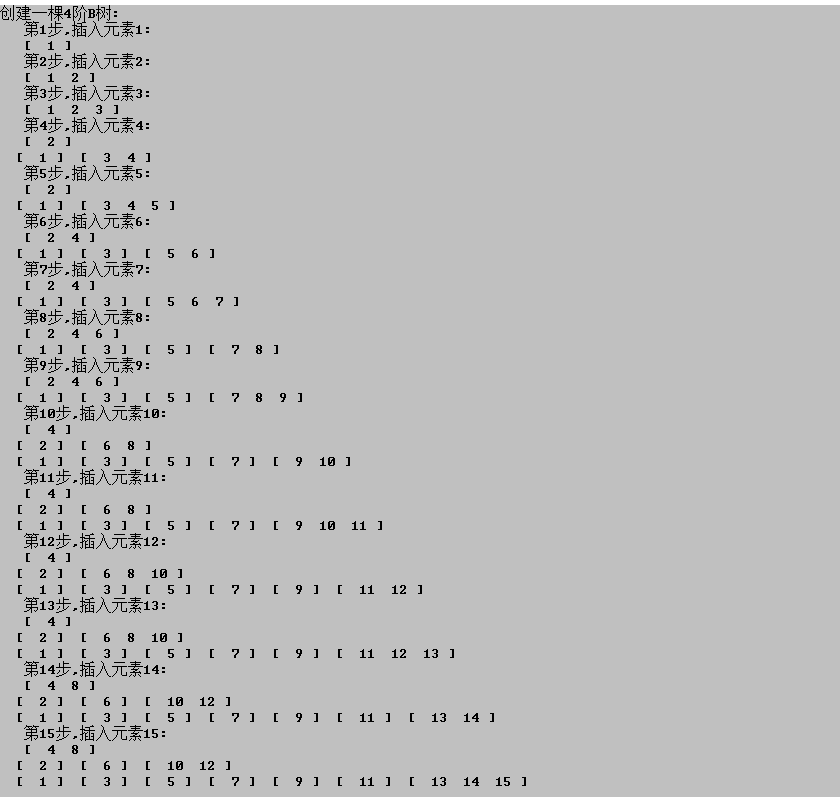 创建一棵4阶B树:
第1步,插入元素1:
[ 1 ]
第2步,插入元素2:
[ 1 2 ]
第3步,插入元素3:
[ 1 2 3 ]
第4步,插入元素4:
[ 2 ]
[ 1 ] [ 3 4 ]
第5步,插入元素5:
[ 2 ]
[ 1 ] [ 3 4 5 ]
第6步,插入元素6:
[ 2 4 ]
[ 1 ] [ 3 ] [ 5 6 ]
第7步,插入元素7:
[ 2 4 ]
[ 1 ] [ 3 ] [ 5 6 7 ]
第8步,插入元素8:
[ 2 4 6 ]
[ 1 ] [ 3 ] [ 5 ] [ 7 8 ]
第9步,插入元素9:
[ 2 4 6 ]
[ 1 ] [ 3 ] [ 5 ] [ 7 8 9 ]
第10步,插入元素10:
[ 4 ]
[ 2 ] [ 6 8 ]
[ 1 ] [ 3 ] [ 5 ] [ 7 ] [ 9 10 ]
第11步,插入元素11:
[ 4 ]
[ 2 ] [ 6 8 ]
[ 1 ] [ 3 ] [ 5 ] [ 7 ] [ 9 10 11 ]
第12步,插入元素12:
[ 4 ]
[ 2 ] [ 6 8 10 ]
[ 1 ] [ 3 ] [ 5 ] [ 7 ] [ 9 ] [ 11 12 ]
第13步,插入元素13:
[ 4 ]
[ 2 ] [ 6 8 10 ]
[ 1 ] [ 3 ] [ 5 ] [ 7 ] [ 9 ] [ 11 12 13 ]
第14步,插入元素14:
[ 4 8 ]
[ 2 ] [ 6 ] [ 10 12 ]
[ 1 ] [ 3 ] [ 5 ] [ 7 ] [ 9 ] [ 11 ] [ 13 14 ]
第15步,插入元素15:
[ 4 8 ]
[ 2 ] [ 6 ] [ 10 12 ]
[ 1 ] [ 3 ] [ 5 ] [ 7 ] [ 9 ] [ 11 ] [ 13 14 15 ]